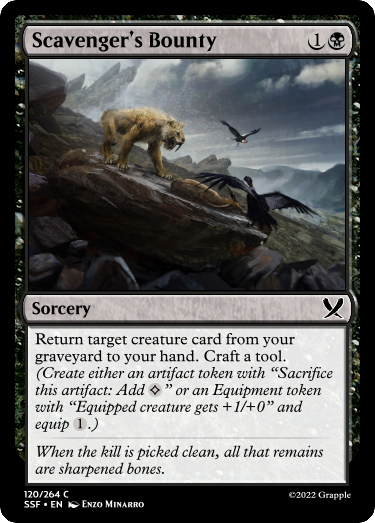 Scavenger's Bounty 1
Sorcery
Return target creature card from your
graveyard to your hand. Craft a tool.
(Create either an artifact token with “Sacrifice
this artifact: Add ” or an Equipment token
with “Equipped creature gets +1/+0” and
equip 1.)
When the kill is picked clean, all that remains
are sharpened bones.
120/264 C
SSF • EN Enzo Minarro
©2022 Grapple